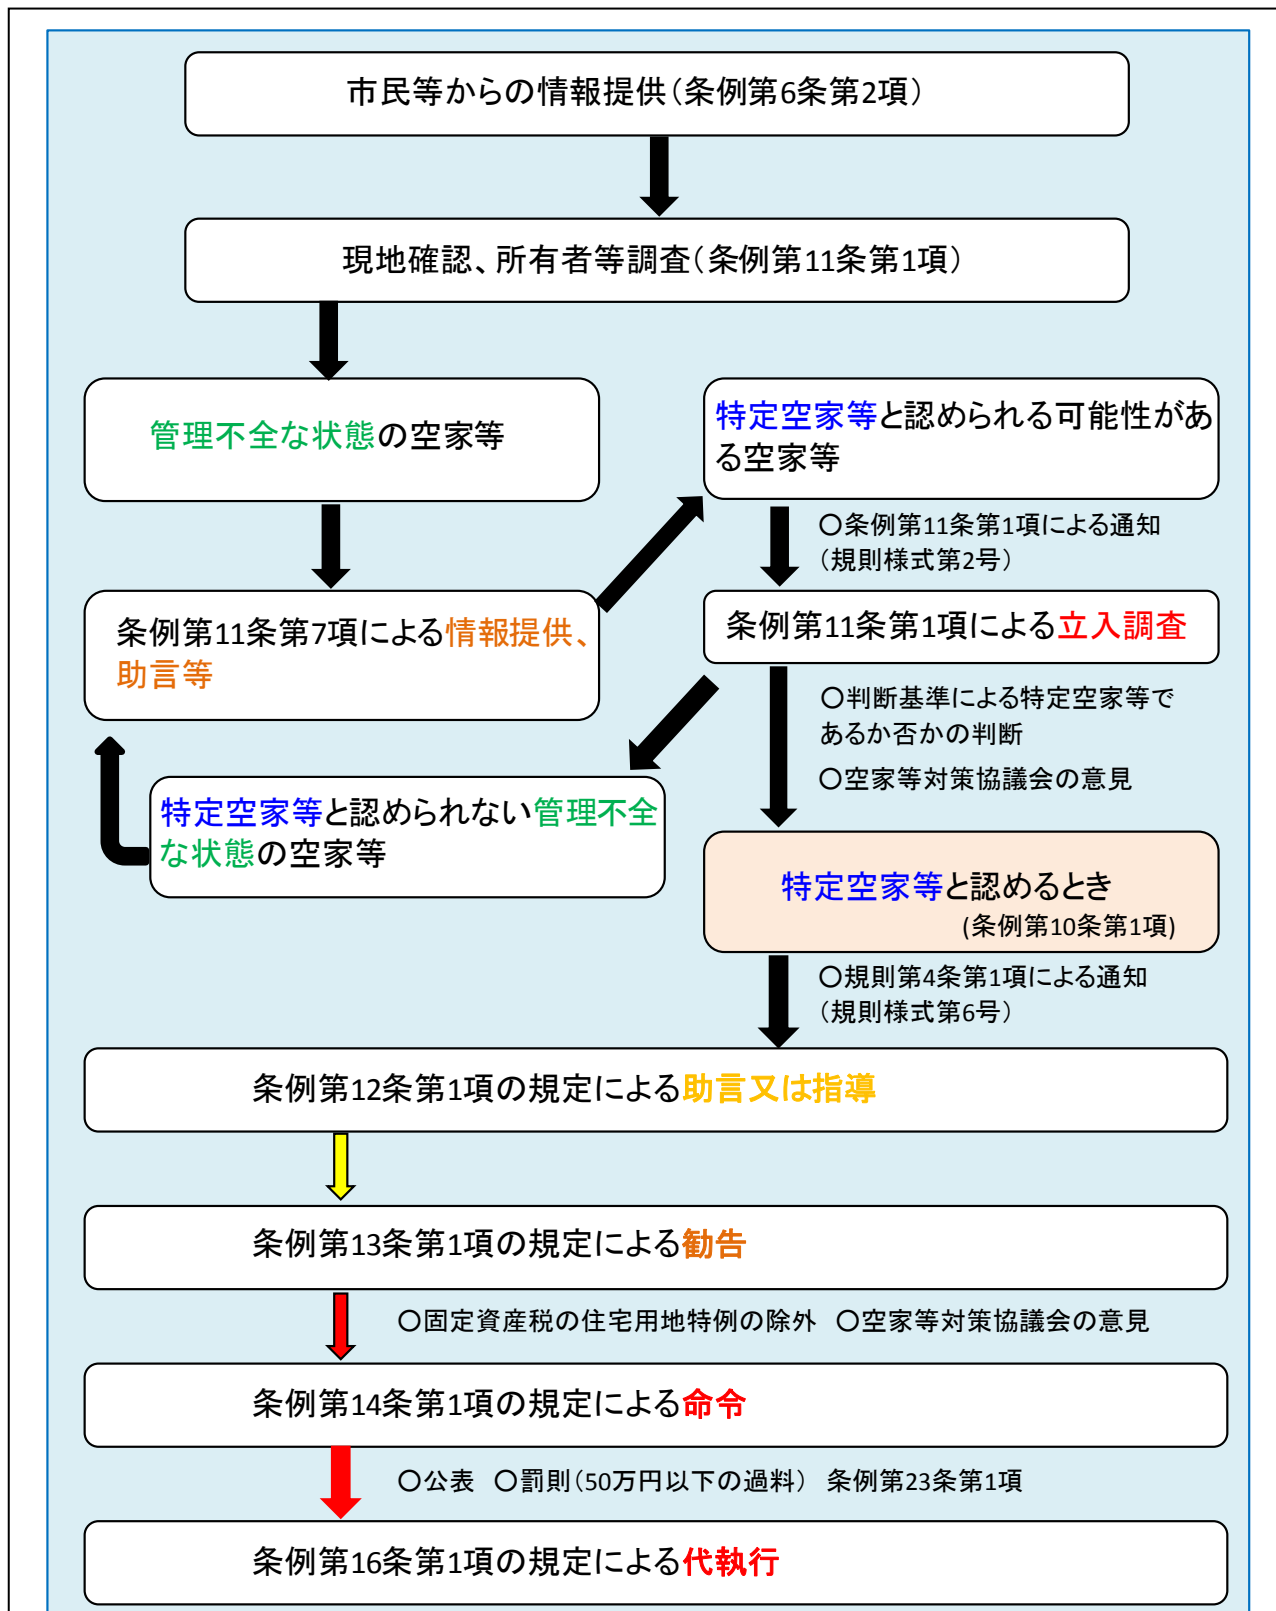 市民等からの情報提供（条例第6条第2項）
現地確認、所有者等調査（条例第11条第1項）
管理不全な状態の空家等
特定空家等と認められる可能性があ
る空家等
〇条例第11条第1項による通知
（規則様式第2号）
条例第11条第7項による情報提供、
助言等
条例第11条第1項による立入調査
〇判断基準による特定空家等で
あるか否かの判断
〇空家等対策協議会の意見
特定空家等と認められない管理不全
な状態の空家等
特定空家等と認めるとき
(条例第10条第1項)
〇規則第4条第1項による通知
（規則様式第6号）
条例第12条第1項の規定による助言又は指導
条例第13条第1項の規定による勧告
〇固定資産税の住宅用地特例の除外　〇空家等対策協議会の意見
条例第14条第1項の規定による命令
〇公表　〇罰則（50万円以下の過料）　条例第23条第1項
条例第16条第1項の規定による代執行